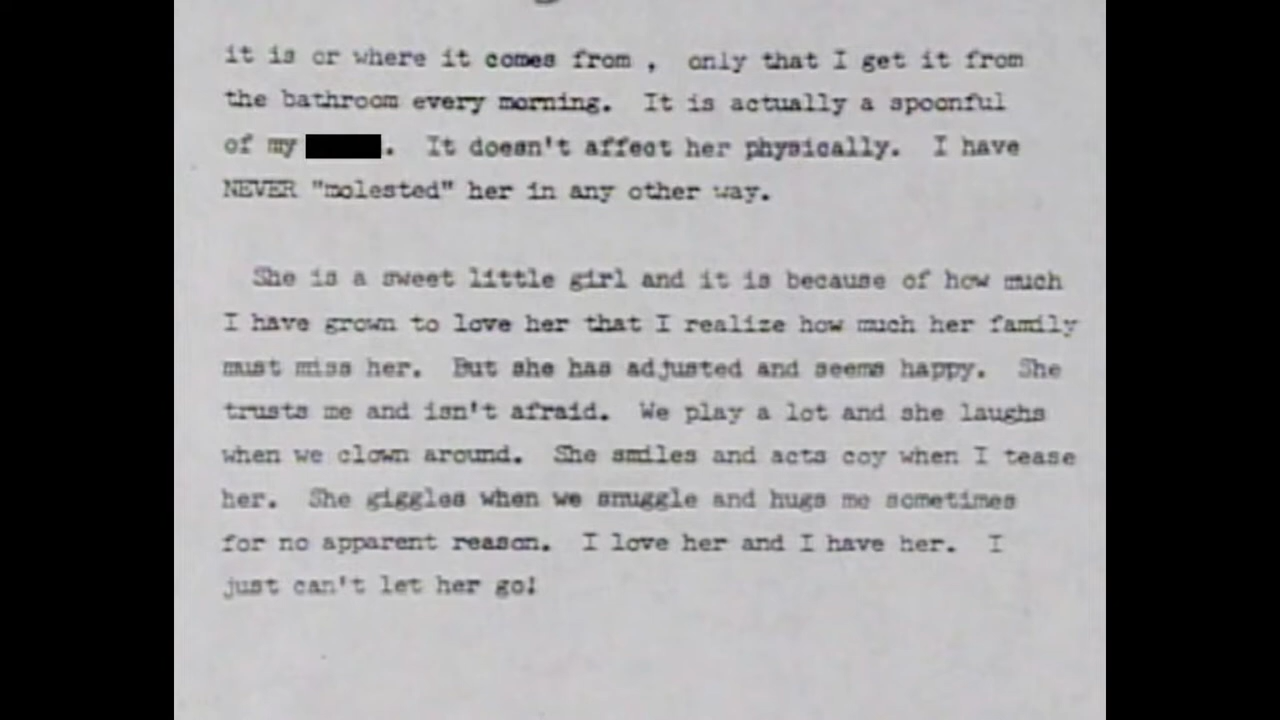 it is or where it comes from , only that I get it from
the bathroom every morning. It is actually a spoonful
of my . It doesn't affect her physically. I have
NEVER "molested" her in any other way.
She is a sweet little girl and it is because of how much
I have grown to love her that I realize how much her family
must miss her. But she has adjusted and seems happy. She
trusts me and isn't afraid. We play a lot and she laughs
when we clown around. She smiles and acts coy when I tease
her. She giggles when we snuggle and hugs me sometimes
for no apparent reason. I love her and I have her. I
just can't let her go!